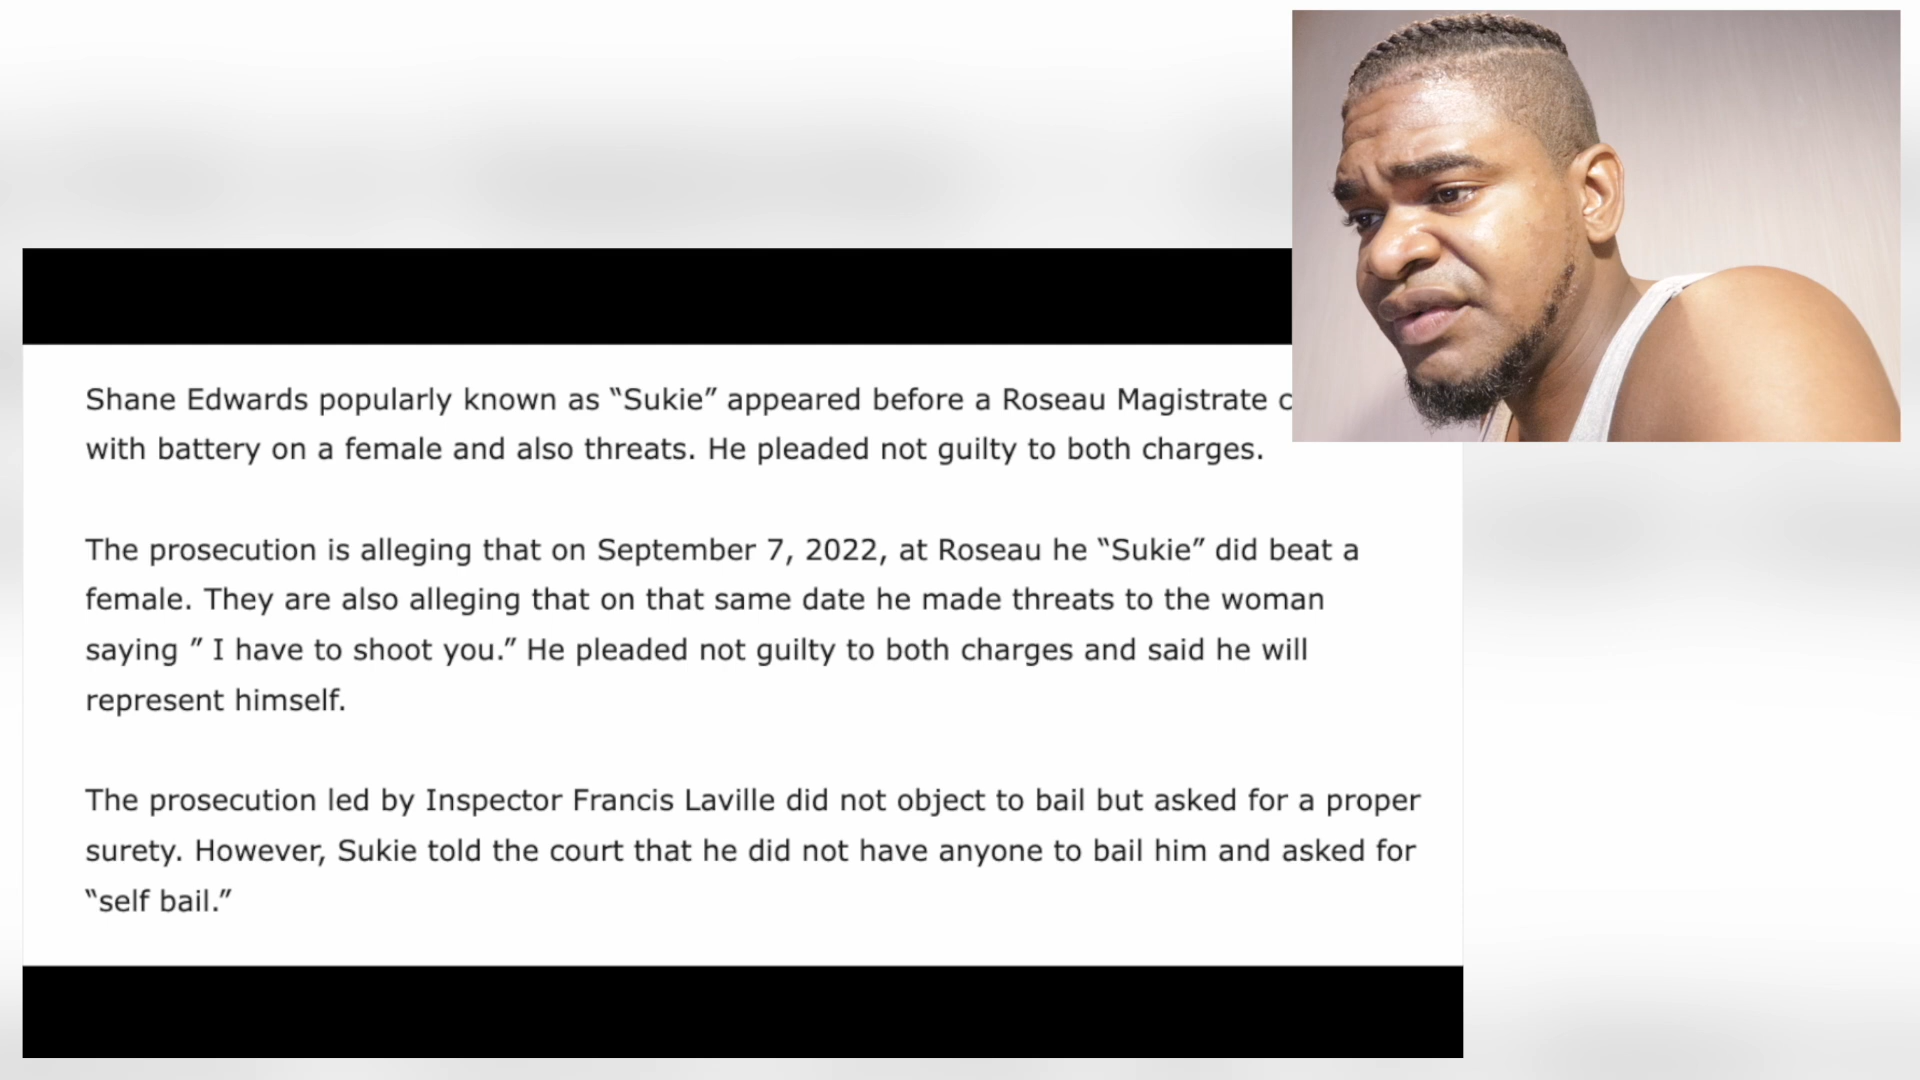 Shane Edwards popularly known as “Sukie” appeared before a Roseau Magistrate
with battery on a female and also threats. He pleaded not guilty to both charges.
The prosecution is alleging that on September 7, 2022, at Roseau he “Sukie” did beat a
female. They are also alleging that on that same date he made threats to the woman
saying ” I have to shoot you.” He pleaded not guilty to both charges and said he will
represent himself.
The prosecution led by Inspector Francis Laville did not object to bail but asked for a proper
surety. However, Sukie told the court that he did not have anyone to bail him and asked for
“self bail.”